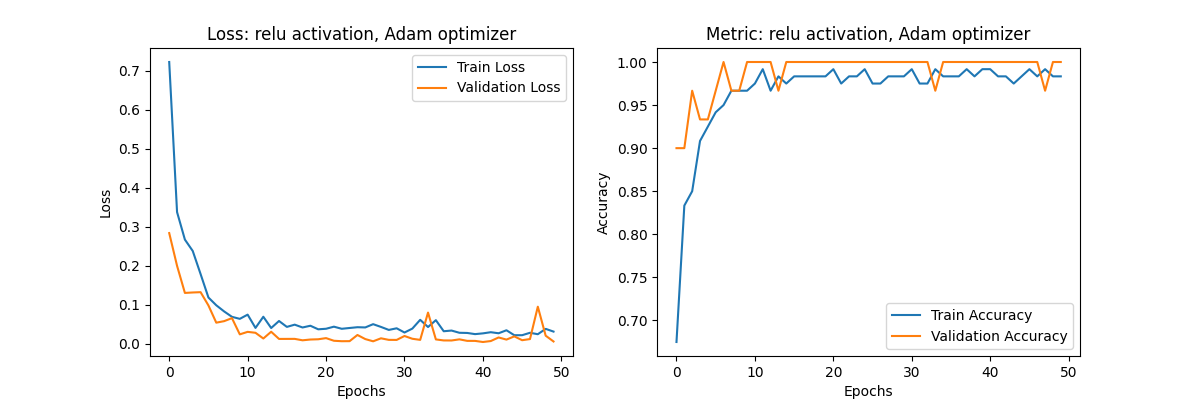 Loss: relu activation, Adam optimizer
Train Loss
Validation Loss
0.7
0.6
0.5
0.4
0.3
0.2
0.1
0.0
Loss
0 10 20 30 40 50
Epochs
Metric: relu activation, Adam optimizer
1.00
0.95
0.90
0.85
0.80
0.75
0.70
Accuracy
Train Accuracy
Validation Accuracy
0 10 20 30 40 50
Epochs